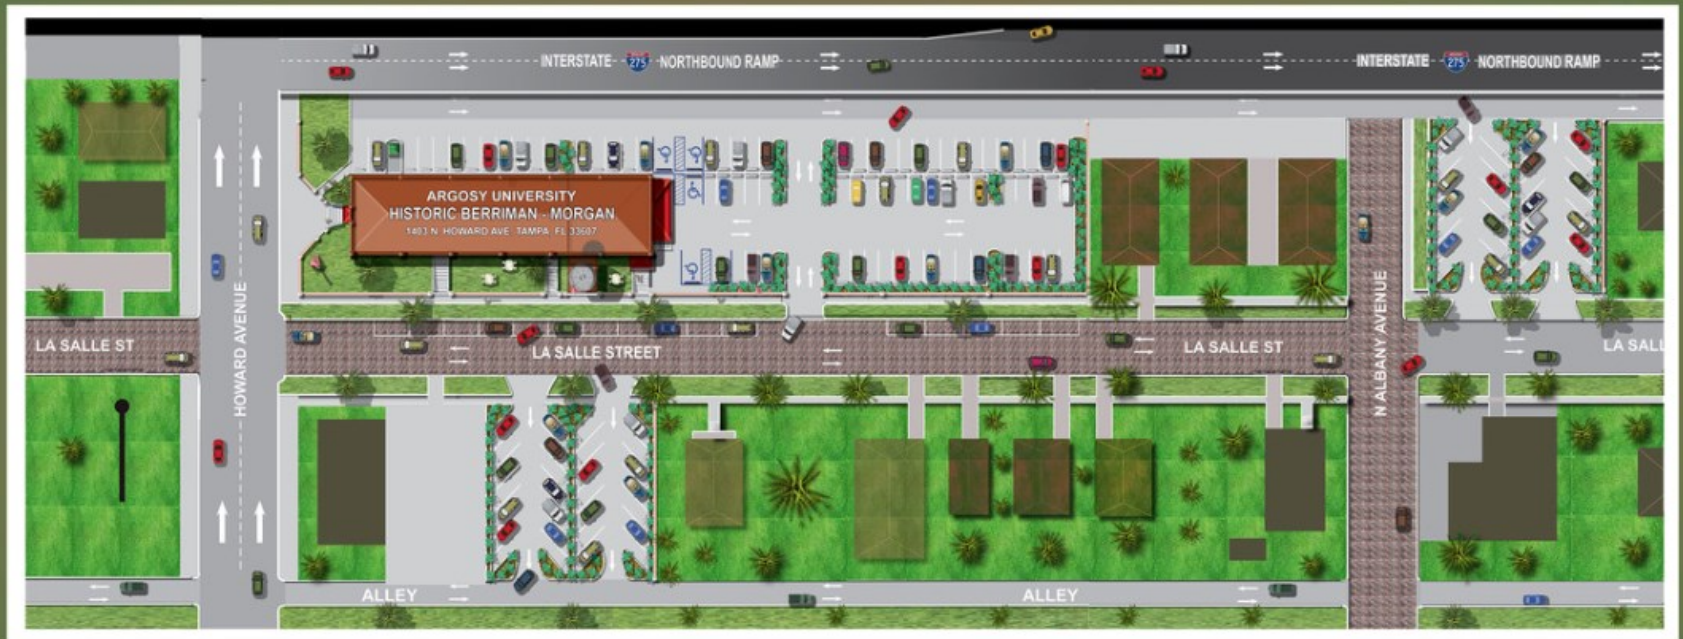 INTERSTATE 275 NORTHBOUND RAMP
INTERSTATE 275 NORTHBOUND RAMP
ARGOSY UNIVERSITY
HISTORIC BERRIMAN - MORGAN
1403 N. HOWARD AVE. TAMPA, FL 33607
HOWARD AVENUE
N ALBANY AVENUE
LA SALLE ST
LA SALLE STREET
LA SALLE ST
LA SALL
ALLEY
ALLEY